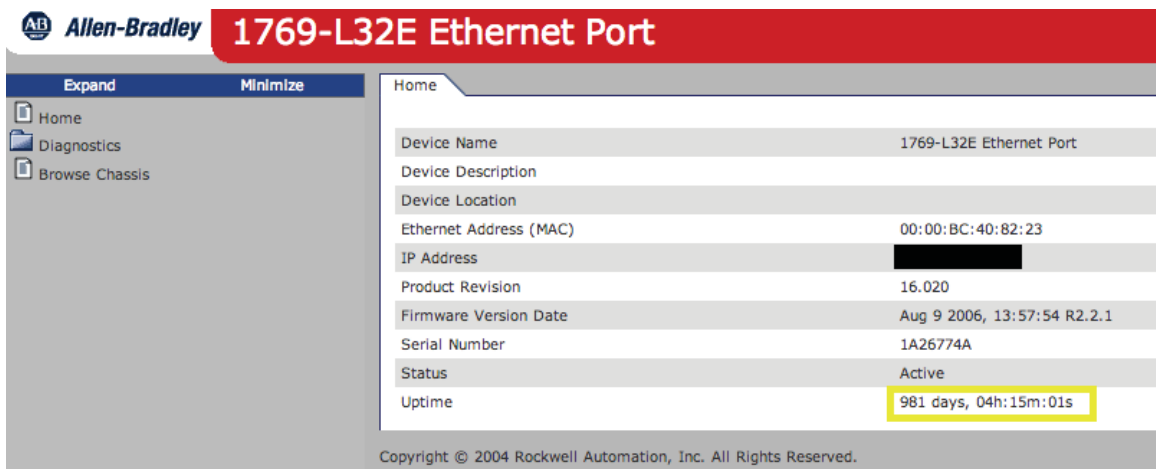 AB Allen-Bradley 1769-L32E Ethernet Port
Expand Minimize
Home
Diagnostics
Browse Chassis
Home
Device Name 1769-L32E Ethernet Port
Device Description
Device Location
Ethernet Address (MAC) 00:00:BC:40:82:23
IP Address
Product Revision 16.020
Firmware Version Date Aug 9 2006, 13:57:54 R2.2.1
Serial Number 1A26774A
Status Active
Uptime 981 days, 04h:15m:01s
Copyright © 2004 Rockwell Automation, Inc. All Rights Reserved.